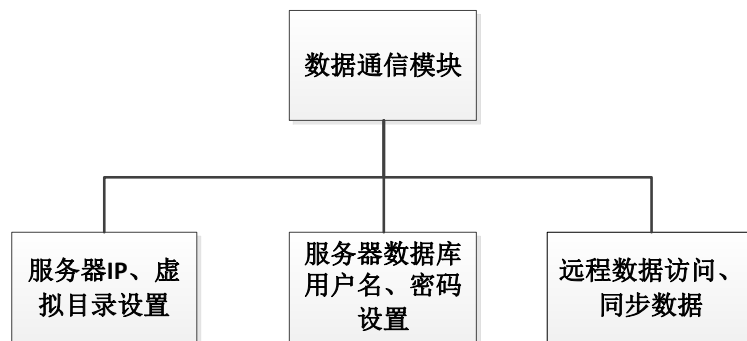 数据通信模块
服务器IP、虚
拟目录设置
服务器数据库
用户名、密码
设置
远程数据访问、
同步数据